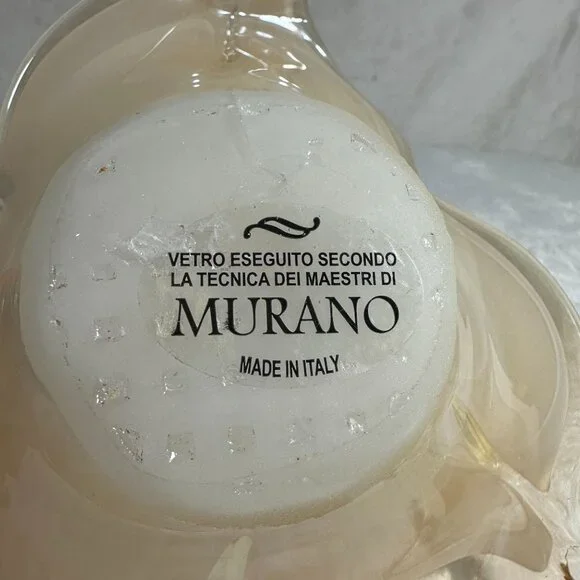 VETRO ESEGUITO SECONDO
LA TECNICA DEI MAESTRI DI
MURANO
MADE IN ITALY